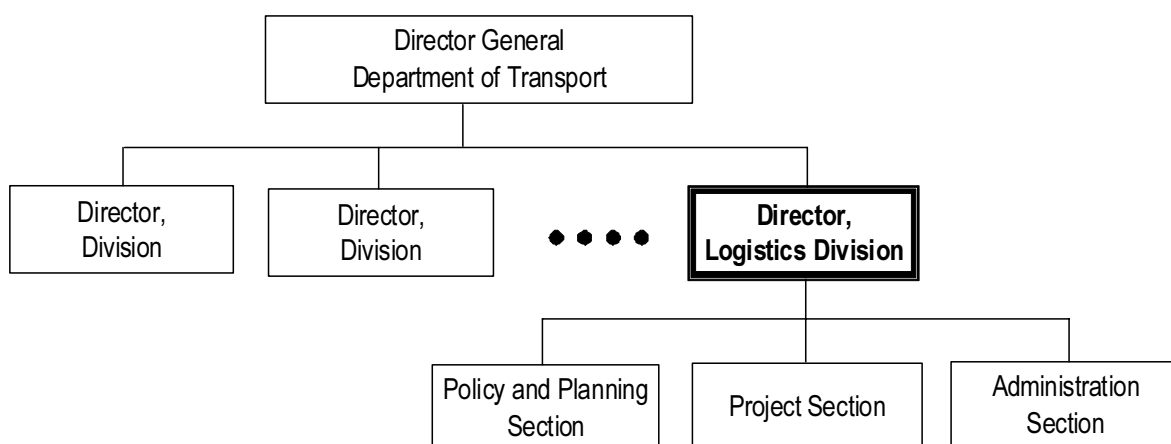 Director General
Department of Transport
Director,
Division
Director,
Division
Director,
Logistics Division
Policy and Planning
Section
Project Section
Administration
Section